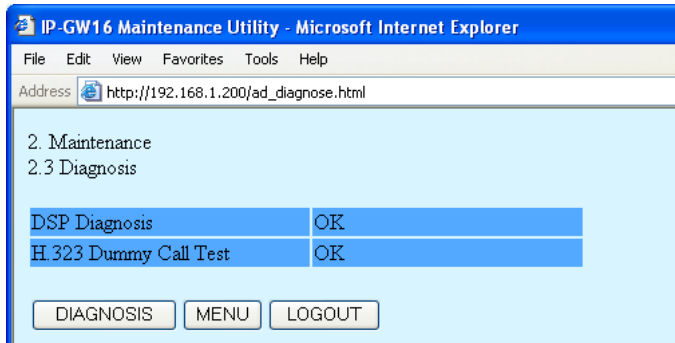 IP-GW16 Maintenance Utility - Microsoft Internet Explorer
File Edit View Favorites Tools Help
Address http://192.168.1.200/ad_diagnose.html
2. Maintenance
2.3 Diagnosis
DSP Diagnosis OK
H.323 Dummy Call Test OK
DIAGNOSIS MENU LOGOUT